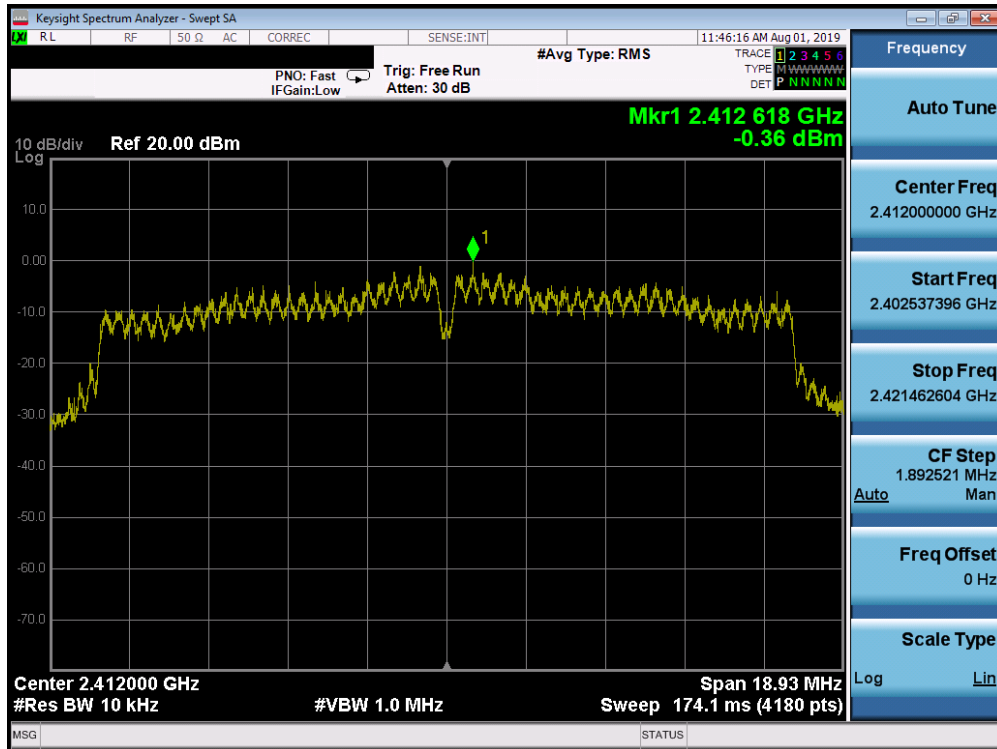 Keysight Spectrum Analyzer - Swept SA
LXI RL RF 50 Ω AC CORREC SENSE:INT 11:46:16 AM Aug 01, 2019
#Avg Type: RMS TRACE 1 2 3 4 5 6
PNO: Fast Trig: Free Run TYPE M WWWWW
IFGain:Low Atten: 30 dB DET P N N N N N
Mkr1 2.412 618 GHz
-0.36 dBm
10 dB/div Ref 20.00 dBm
Log
10.0
1
0.00
-10.0
-20.0
-30.0
-40.0
-50.0
-60.0
-70.0
Center 2.412000 GHz Span 18.93 MHz
#Res BW 10 kHz #VBW 1.0 MHz Sweep 174.1 ms (4180 pts)
MSG STATUS
Frequency
Auto Tune
Center Freq
2.412000000 GHz
Start Freq
2.402537396 GHz
Stop Freq
2.421462604 GHz
CF Step
1.892521 MHz
Auto Man
Freq Offset
0 Hz
Scale Type
Log Lin